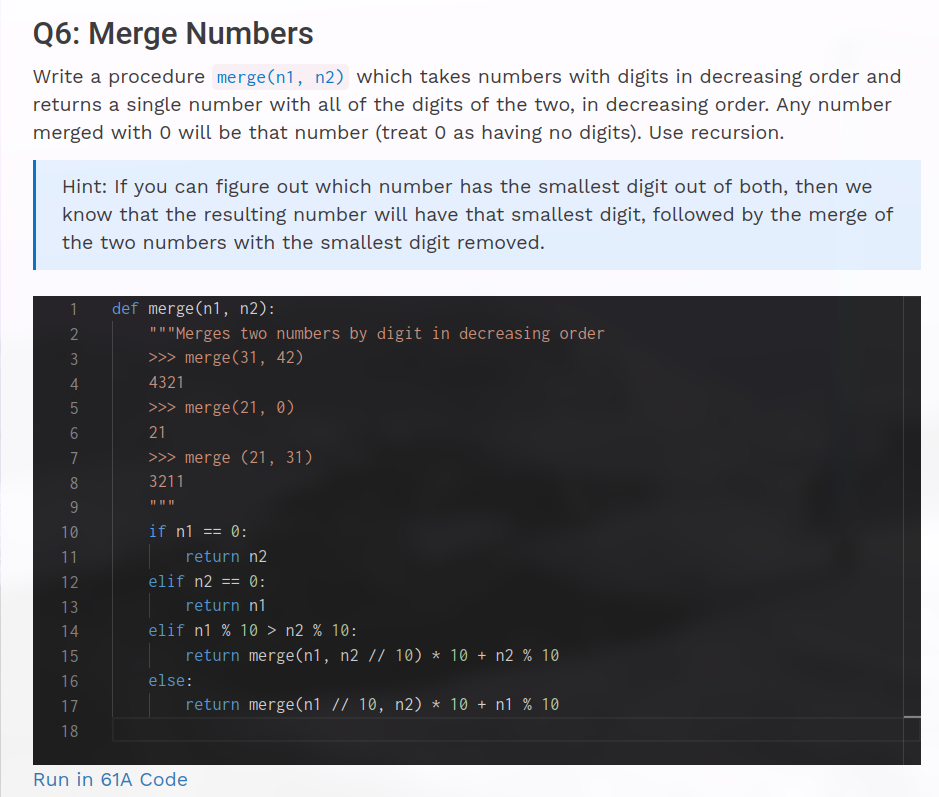 Q6: Merge Numbers
Write a procedure merge(n1, n2) which takes numbers with digits in decreasing order and
returns a single number with all of the digits of the two, in decreasing order. Any number
merged with 0 will be that number (treat 0 as having no digits). Use recursion.
Hint: If you can figure out which number has the smallest digit out of both, then we
know that the resulting number will have that smallest digit, followed by the merge of
the two numbers with the smallest digit removed.
1 def merge(n1, n2):
2     """Merges two numbers by digit in decreasing order
3     >>> merge(31, 42)
4     4321
5     >>> merge(21, 0)
6     21
7     >>> merge (21, 31)
8     3211
9     """
10     if n1 == 0:
11         return n2
12     elif n2 == 0:
13         return n1
14     elif n1 % 10 > n2 % 10:
15         return merge(n1, n2 // 10) * 10 + n2 % 10
16     else:
17         return merge(n1 // 10, n2) * 10 + n1 % 10
18
Run in 61A Code